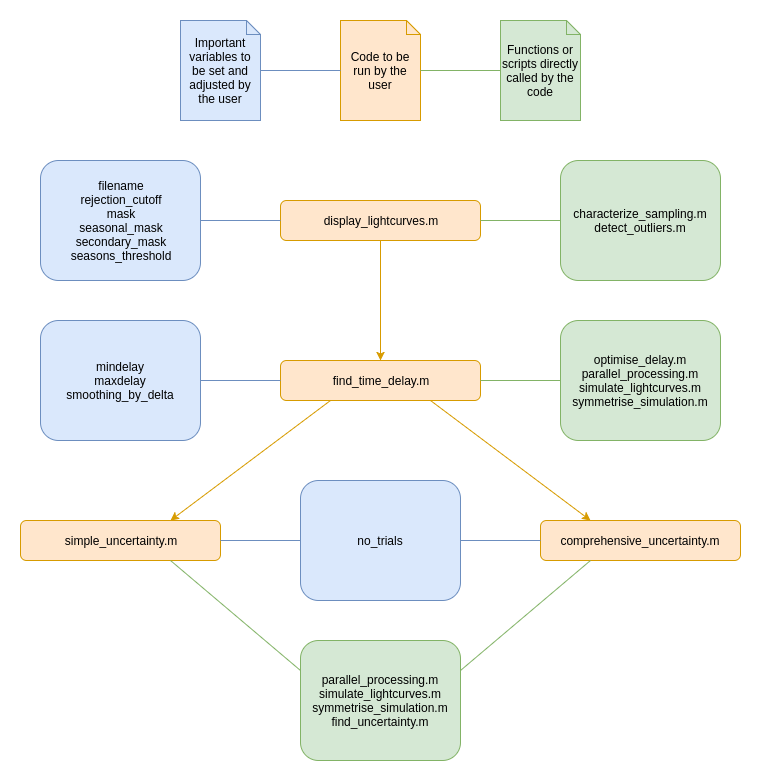 Important
variables to
be set and
adjusted by
the user
Code to be
run by the
user
Functions or
scripts directly
called by the
code
filename
rejection_cutoff
mask
seasonal_mask
secondary_mask
seasons_threshold
display_lightcurves.m
characterize_sampling.m
detect_outliers.m
mindelay
maxdelay
smoothing_by_delta
find_time_delay.m
optimise_delay.m
parallel_processing.m
simulate_lightcurves.m
symmetrise_simulation.m
simple_uncertainty.m
no_trials
comprehensive_uncertainty.m
parallel_processing.m
simulate_lightcurves.m
symmetrise_simulation.m
find_uncertainty.m